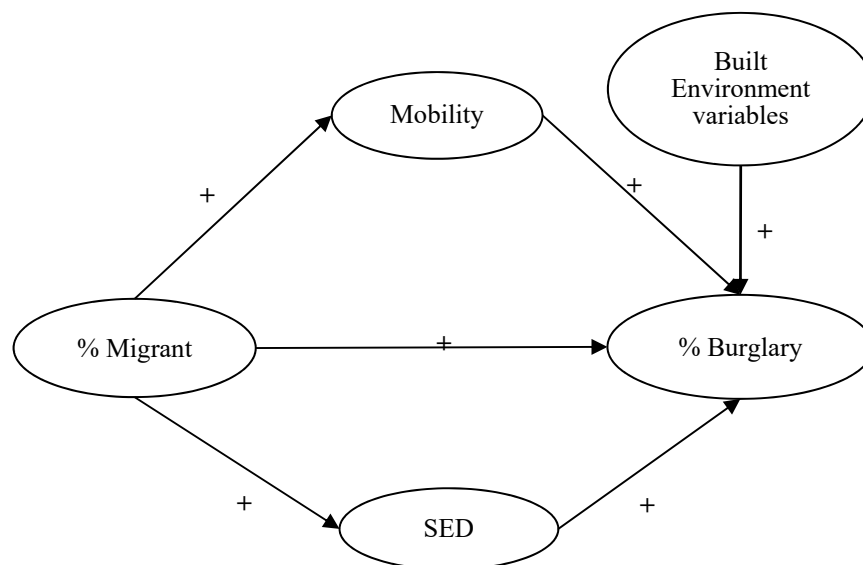 Built
Environment
variables
Mobility
+
+
+
% Migrant
+
% Burglary
+
+
SED